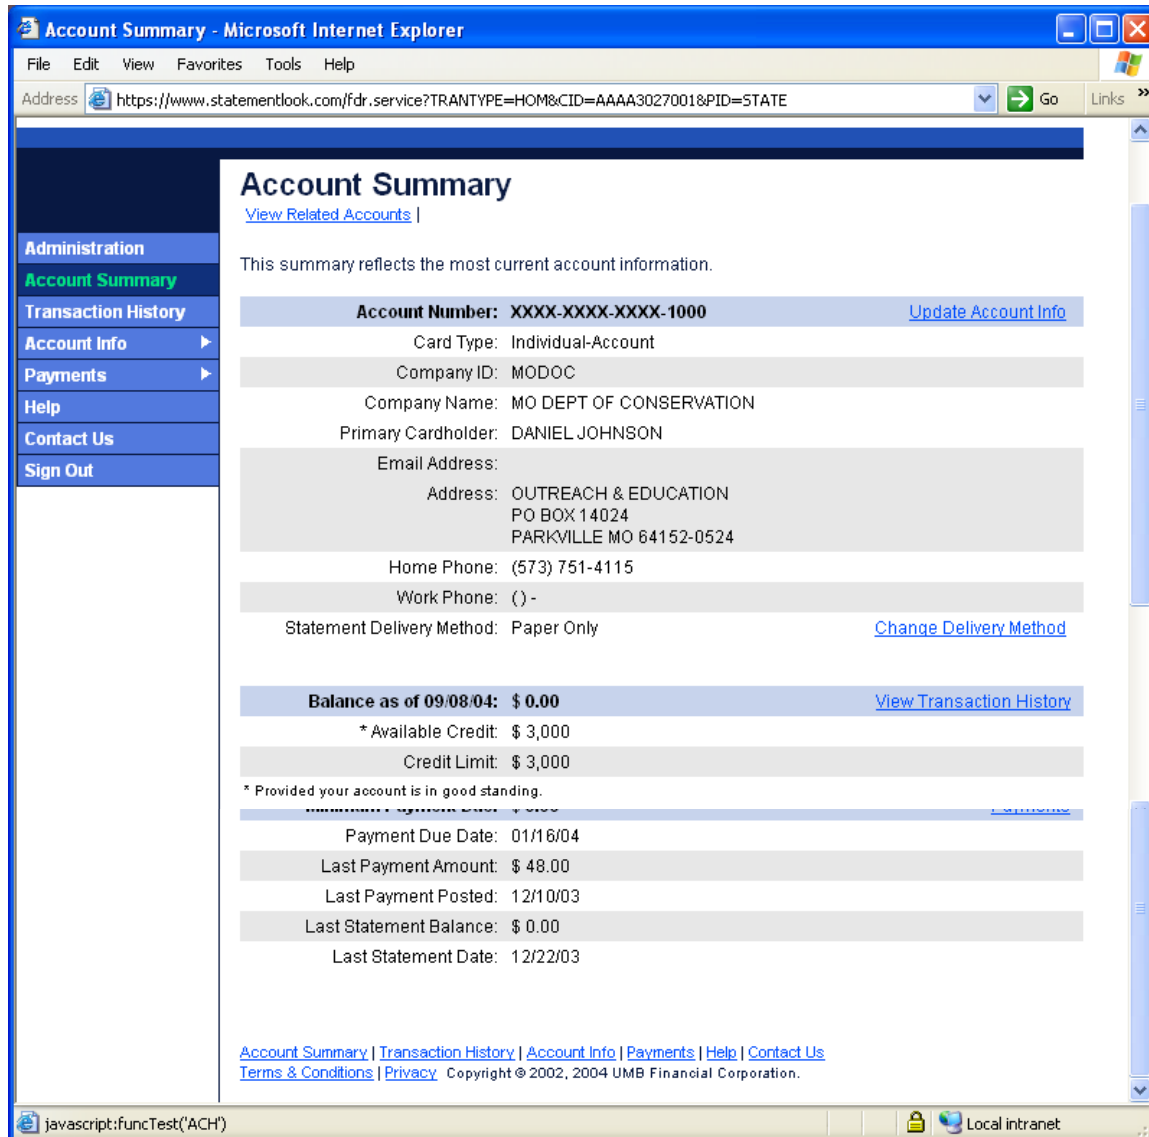 Account Summary - Microsoft Internet Explorer
File Edit View Favorites Tools Help
Address https://www.statementlook.com/fdr.service?TRANTYPE=HOM&CID=AAAA3027001&PID=STATE Go Links »
Account Summary
View Related Accounts |
Administration
Account Summary
Transaction History
Account Info
Payments
Help
Contact Us
Sign Out
This summary reflects the most current account information.
Account Number: XXXX-XXXX-XXXX-1000 Update Account Info
Card Type: Individual-Account
Company ID: MODOC
Company Name: MO DEPT OF CONSERVATION
Primary Cardholder: DANIEL JOHNSON
Email Address:
Address: OUTREACH & EDUCATION
PO BOX 14024
PARKVILLE MO 64152-0524
Home Phone: (573) 751-4115
Work Phone: () -
Statement Delivery Method: Paper Only Change Delivery Method
Balance as of 09/08/04: $ 0.00 View Transaction History
* Available Credit: $ 3,000
Credit Limit: $ 3,000
* Provided your account is in good standing.
Payment Due Date: 01/16/04
Last Payment Amount: $ 48.00
Last Payment Posted: 12/10/03
Last Statement Balance: $ 0.00
Last Statement Date: 12/22/03
Account Summary | Transaction History | Account Info | Payments | Help | Contact Us
Terms & Conditions | Privacy Copyright © 2002, 2004 UMB Financial Corporation.
javascript:funcTest('ACH') Local intranet